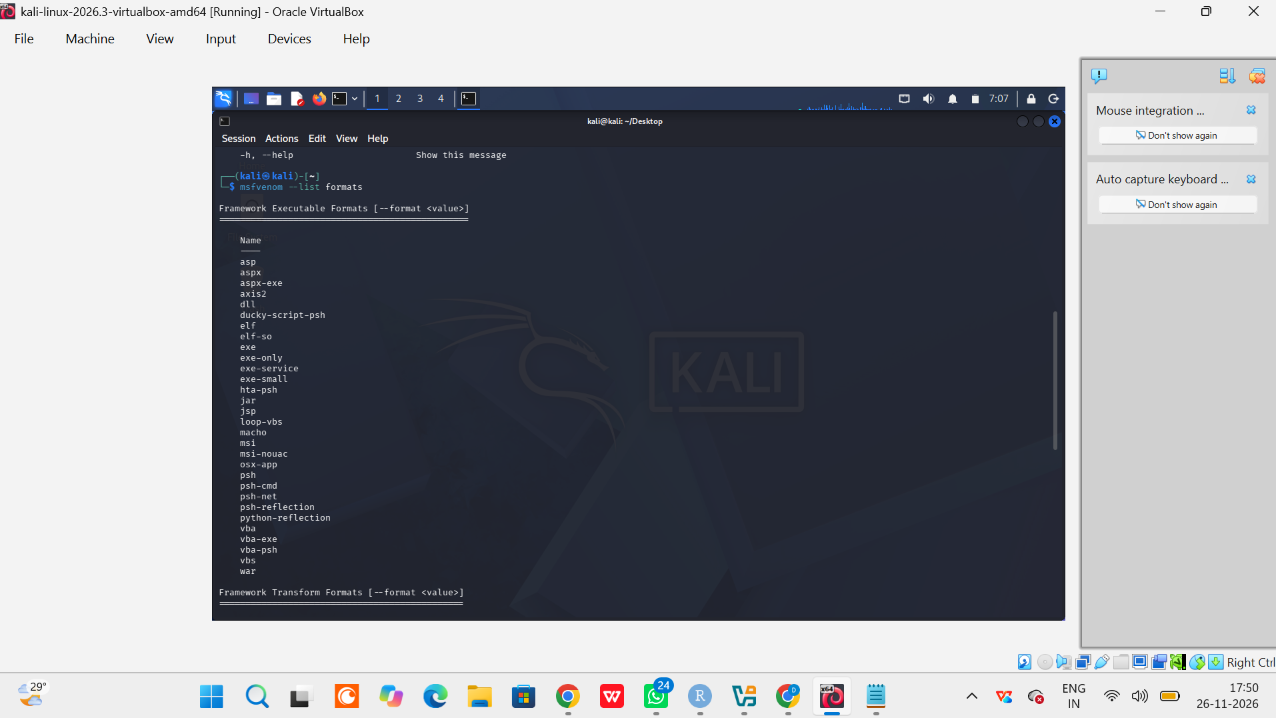 kali-linux-2026.3-virtualbox-amd64 [Running] - Oracle VirtualBox
File Machine View Input Devices Help
1 2 3 4 7:07
kali@kali: ~/Desktop
Session Actions Edit View Help
-h, --help Show this message
┌──(kali㉿kali)-[~]
└─$ msfvenom --list formats
Framework Executable Formats [--format <value>]
===============================================
Name
----
asp
aspx
aspx-exe
axis2
dll
ducky-script-psh
elf
elf-so
exe
exe-only
exe-service
exe-small
hta-psh
jar
jsp
loop-vbs
macho
msi
msi-nouac
osx-app
psh
psh-cmd
psh-net
psh-reflection
python-reflection
vba
vba-exe
vba-psh
vbs
war
Framework Transform Formats [--format <value>]
==============================================
KALI
Mouse integration ...
Don't show again
Auto capture keyboard ...
Don't show again
Right Ctrl
29°
24
ENG
IN
17:50
26-11-2026